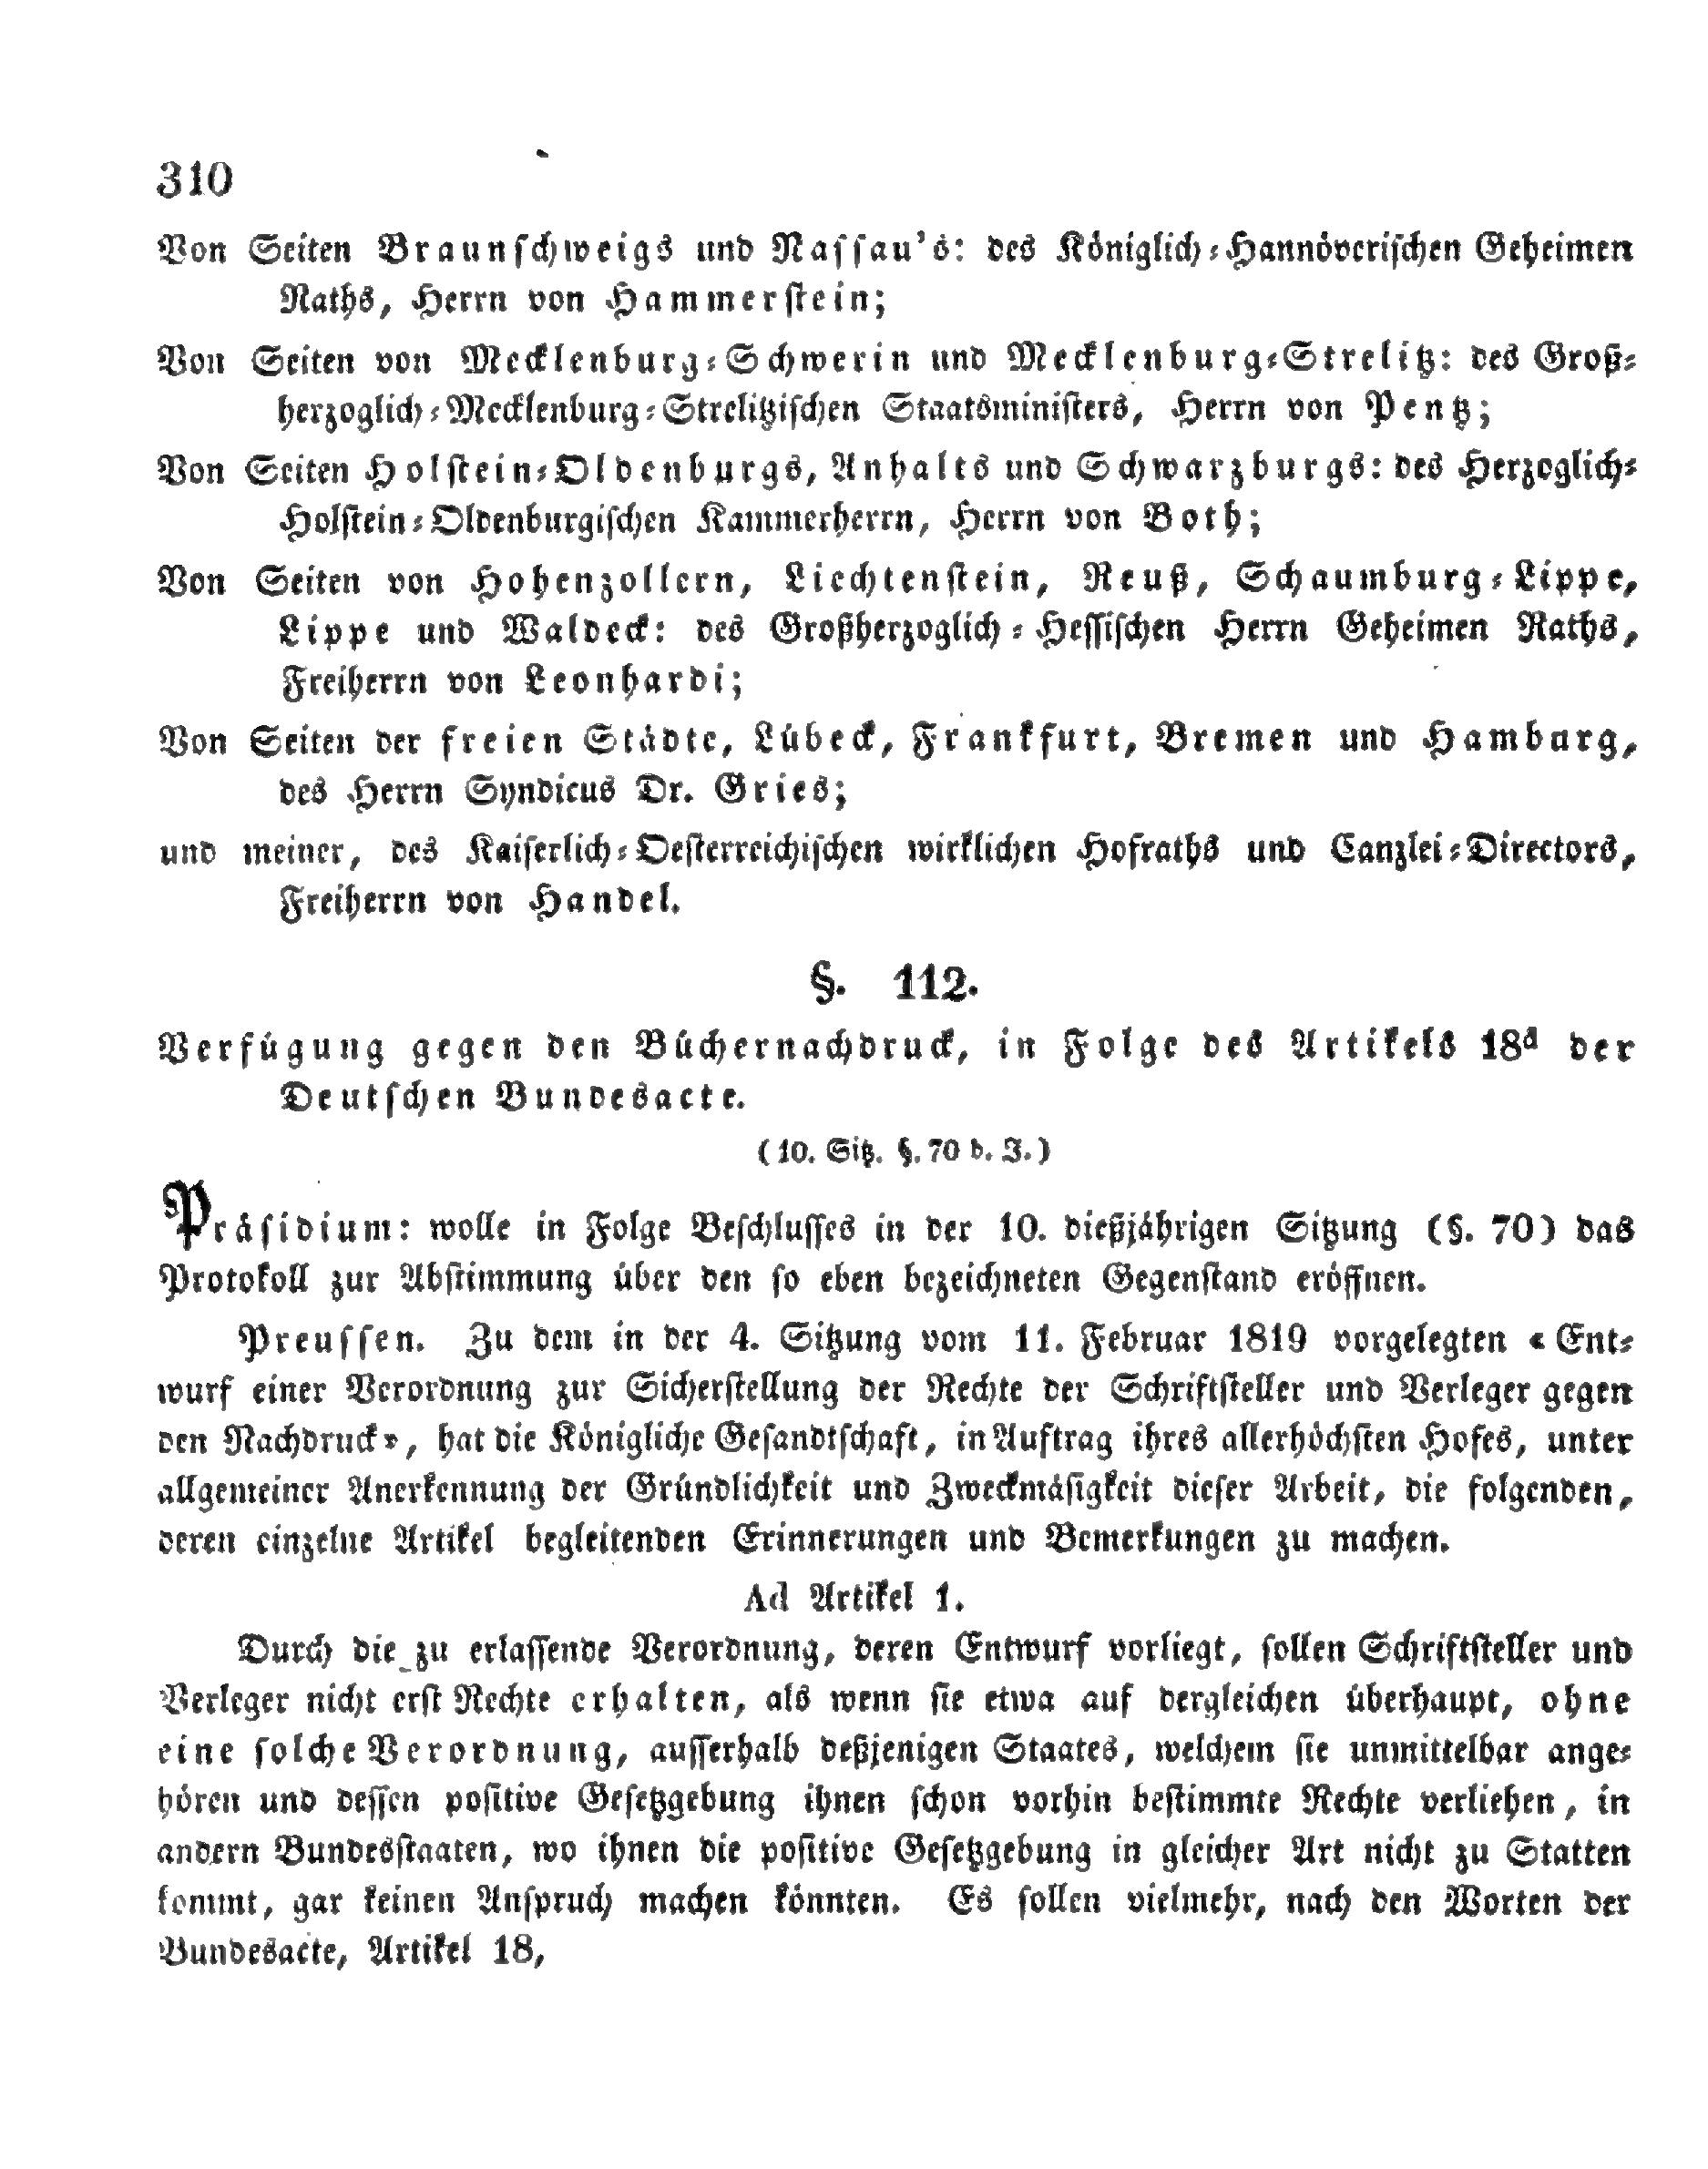 310
Von Seiten Braunſchweigs und Naſſau's: des Königlich-Hannöveriſchen Geheimen
Raths, Herrn von Hammerſtein;
Von Seiten von Mecklenburg-Schwerin und Mecklenburg-Strelitz: des Groß-
herzoglich-Mecklenburg-Strelitziſchen Staatsminiſters, Herrn von Pentz;
Von Seiten Holſtein-Oldenburgs, Anhalts und Schwarzburgs: des Herzoglich-
Holſtein-Oldenburgiſchen Kammerherrn, Herrn von Both;
Von Seiten von Hohenzollern, Liechtenſtein, Reuß, Schaumburg-Lippe,
Lippe und Waldeck: des Großherzoglich-Heſſiſchen Herrn Geheimen Raths,
Freiherrn von Leonhardi;
Von Seiten der freien Städte, Lübeck, Frankfurt, Bremen und Hamburg,
des Herrn Syndicus Dr. Gries;
und meiner, des Kaiſerlich-Oeſterreichiſchen wirklichen Hofraths und Canzlei-Directors,
Freiherrn von Handel.
§. 112.
Verfügung gegen den Büchernachdruck, in Folge des Artikels 18d der
Deutſchen Bundesacte.
(10. Sitz. §. 70 d. J.)
Präſidium: wolle in Folge Beſchluſſes in der 10. dießjährigen Sitzung (§. 70) das
Protokoll zur Abſtimmung über den ſo eben bezeichneten Gegenſtand eröffnen.
Preuſſen. Zu dem in der 4. Sitzung vom 11. Februar 1819 vorgelegten «Ent-
wurf einer Verordnung zur Sicherſtellung der Rechte der Schriftſteller und Verleger gegen
den Nachdruck», hat die Königliche Geſandtſchaft, in Auftrag ihres allerhöchſten Hofes, unter
allgemeiner Anerkennung der Gründlichkeit und Zweckmäſigkeit dieſer Arbeit, die folgenden,
deren einzelne Artikel begleitenden Erinnerungen und Bemerkungen zu machen.
Ad Artikel 1.
Durch die zu erlaſſende Verordnung, deren Entwurf vorliegt, ſollen Schriftſteller und
Verleger nicht erſt Rechte erhalten, als wenn ſie etwa auf dergleichen überhaupt, ohne
eine ſolche Verordnung, auſſerhalb deßjenigen Staates, welchem ſie unmittelbar ange-
hören und deſſen poſitive Geſetzgebung ihnen ſchon vorhin beſtimmte Rechte verliehen, in
andern Bundesſtaaten, wo ihnen die poſitive Geſetzgebung in gleicher Art nicht zu Statten
kommt, gar keinen Anſpruch machen könnten. Es ſollen vielmehr, nach den Worten der
Bundesacte, Artikel 18,